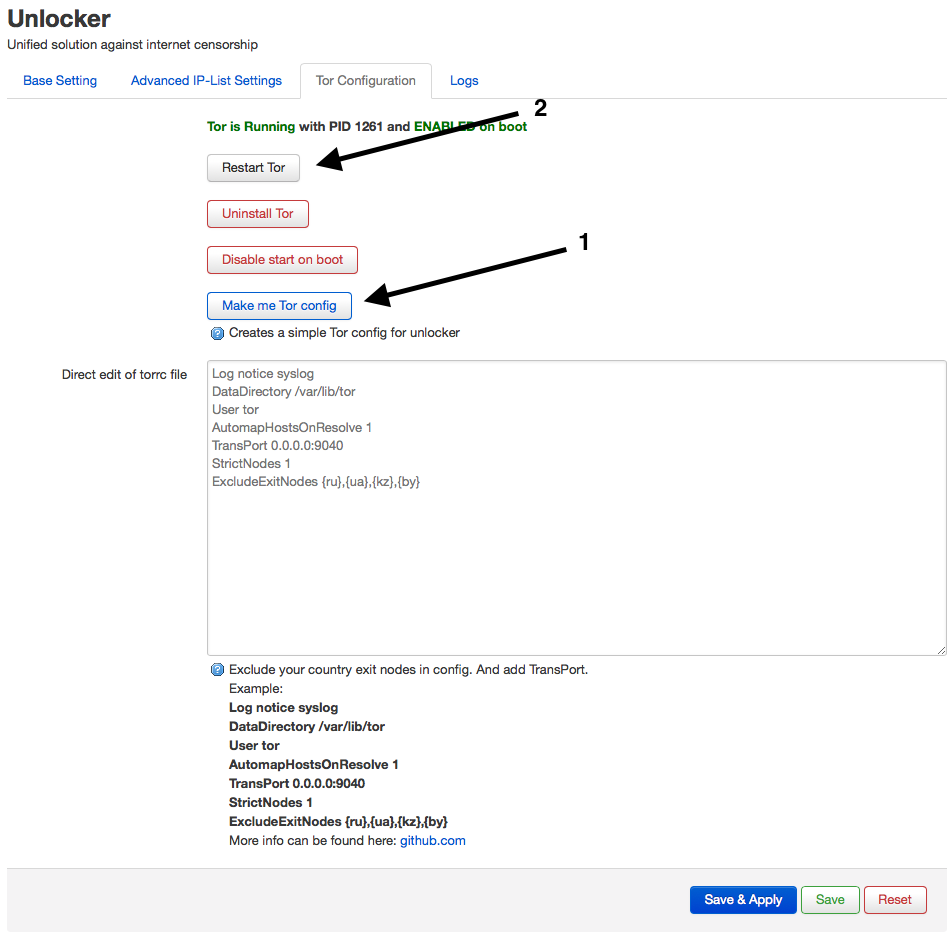 Unlocker
Unified solution against internet censorship
Base Setting Advanced IP-List Settings Tor Configuration Logs
2
Tor is Running with PID 1261 and ENABLED on boot
Restart Tor
Uninstall Tor
1
Disable start on boot
Make me Tor config
Creates a simple Tor config for unlocker
Direct edit of torrc file
Log notice syslog
DataDirectory /var/lib/tor
User tor
AutomapHostsOnResolve 1
TransPort 0.0.0.0:9040
StrictNodes 1
ExcludeExitNodes {ru},{ua},{kz},{by}
Exclude your country exit nodes in config. And add TransPort.
Example:
Log notice syslog
DataDirectory /var/lib/tor
User tor
AutomapHostsOnResolve 1
TransPort 0.0.0.0:9040
StrictNodes 1
ExcludeExitNodes {ru},{ua},{kz},{by}
More info can be found here: github.com
Save & Apply Save Reset